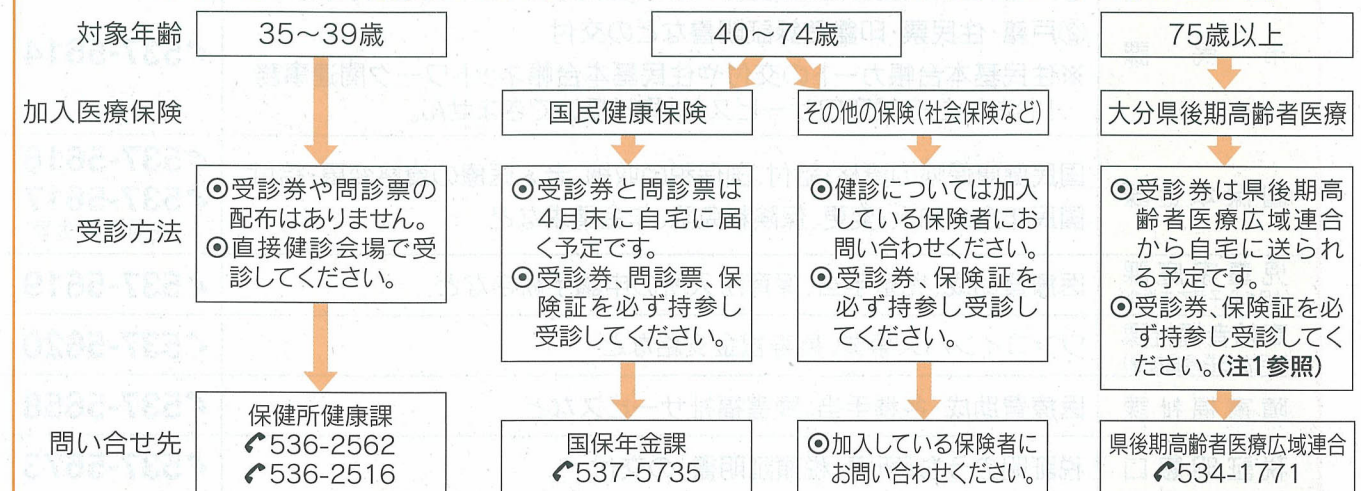 対象年齢
35〜39歳
40〜74歳
75歳以上
加入医療保険
国民健康保険
その他の保険(社会保険など)
大分県後期高齢者医療
受診方法
⦿受診券や問診票の
配布はありません。
⦿直接健診会場で受
診してください。
⦿受診券と問診票は
4月末に自宅に届
く予定です。
⦿受診券、問診票、保
険証を必ず持参し
受診してください。
⦿健診については加入
している保険者にお
問い合わせください。
⦿受診券、保険証を
必ず持参し受診し
てください。
⦿受診券は県後期高
齢者医療広域連合
から自宅に送られ
る予定です。
⦿受診券、保険証を必
ず持参し受診してく
ださい。(注1参照)
問い合せ先
保健所健康課
536-2562
536-2516
国保年金課
537-5735
⦿加入している保険者に
お問い合わせください。
県後期高齢者医療広域連合
534-1771